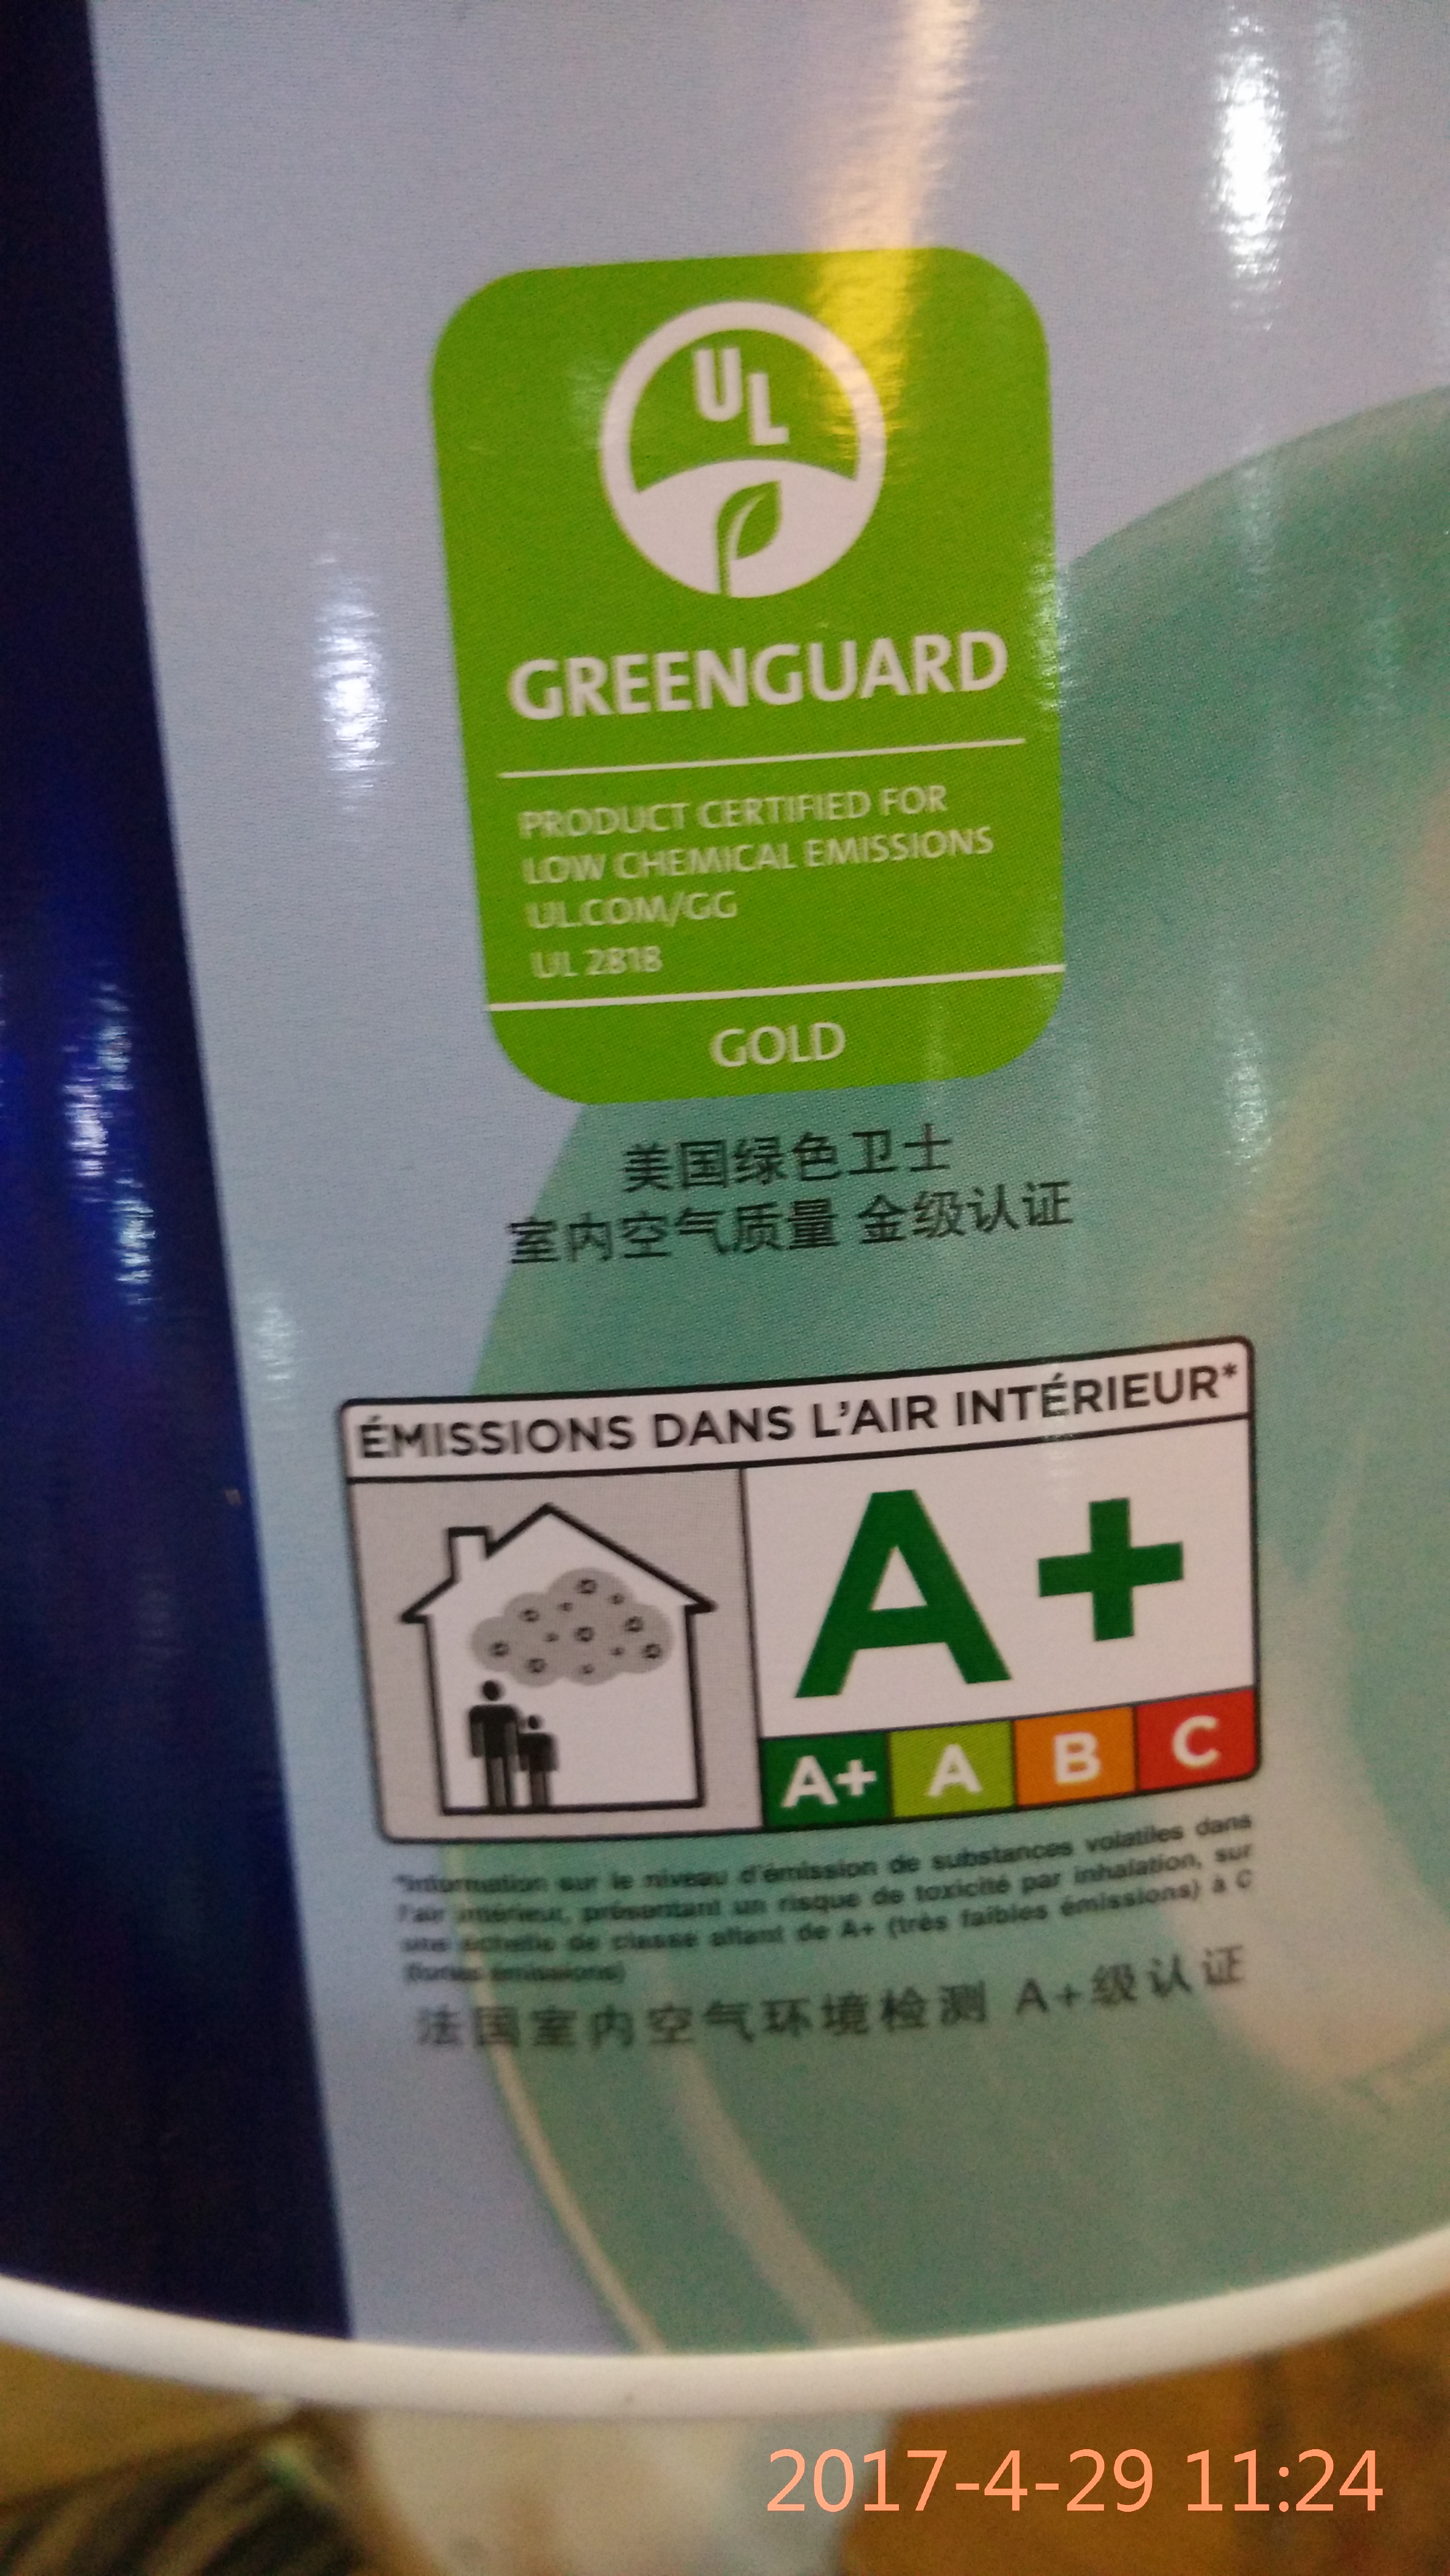 UL
GREENGUARD
PRODUCT CERTIFIED FOR
LOW CHEMICAL EMISSIONS
UL.COM/GG
UL 2818
GOLD
美国绿色卫士
室内空气质量 金级认证
ÉMISSIONS DANS L'AIR INTÉRIEUR*
A+
A+ A B C
*Information sur le niveau d'émission de substances volatiles dans
l'air intérieur, présentant un risque de toxicité par inhalation, sur
une échelle de classe allant de A+ (très faibles émissions) à C
(fortes émissions)
法国室内空气环境检测 A+级认证
2017-4-29 11:24